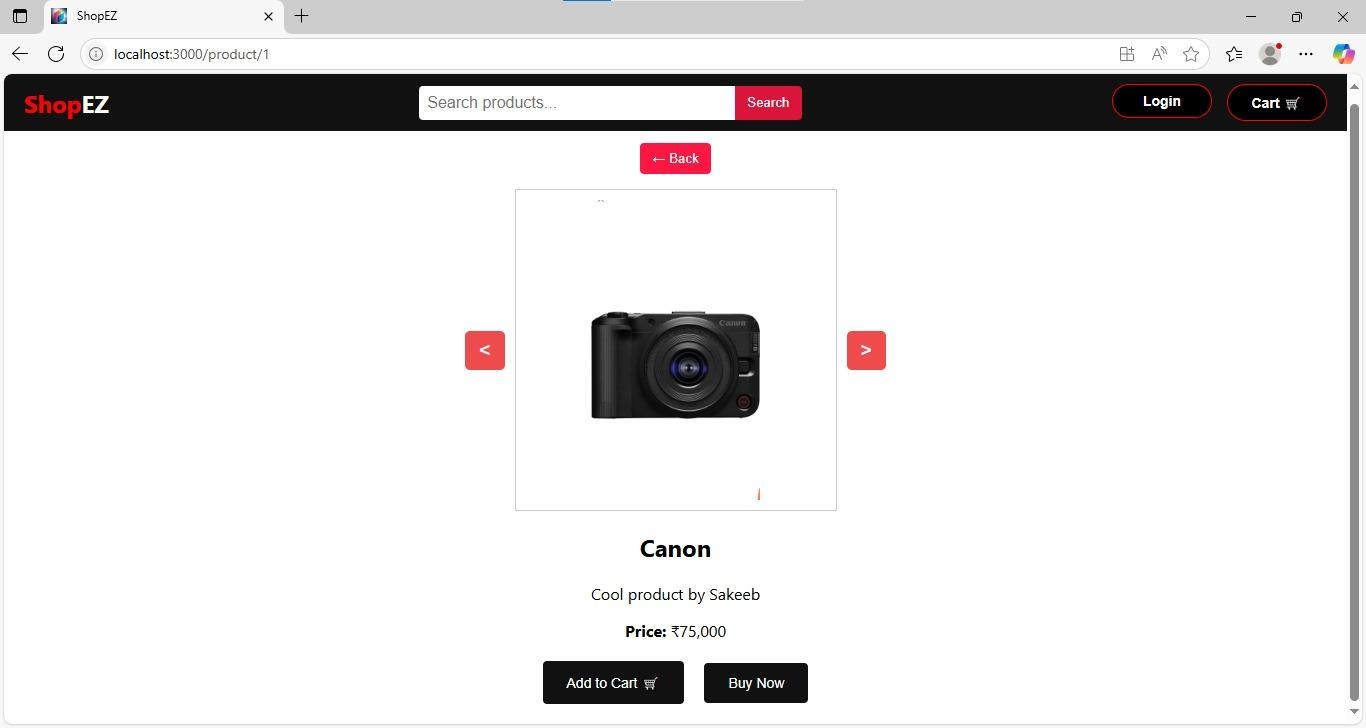 ShopEZ
localhost:3000/product/1
ShopEZ
Search products...
Search
Login
Cart 🛒
← Back
Canon
<
>
Canon
Cool product by Sakeeb
Price: ₹75,000
Add to Cart 🛒
Buy Now